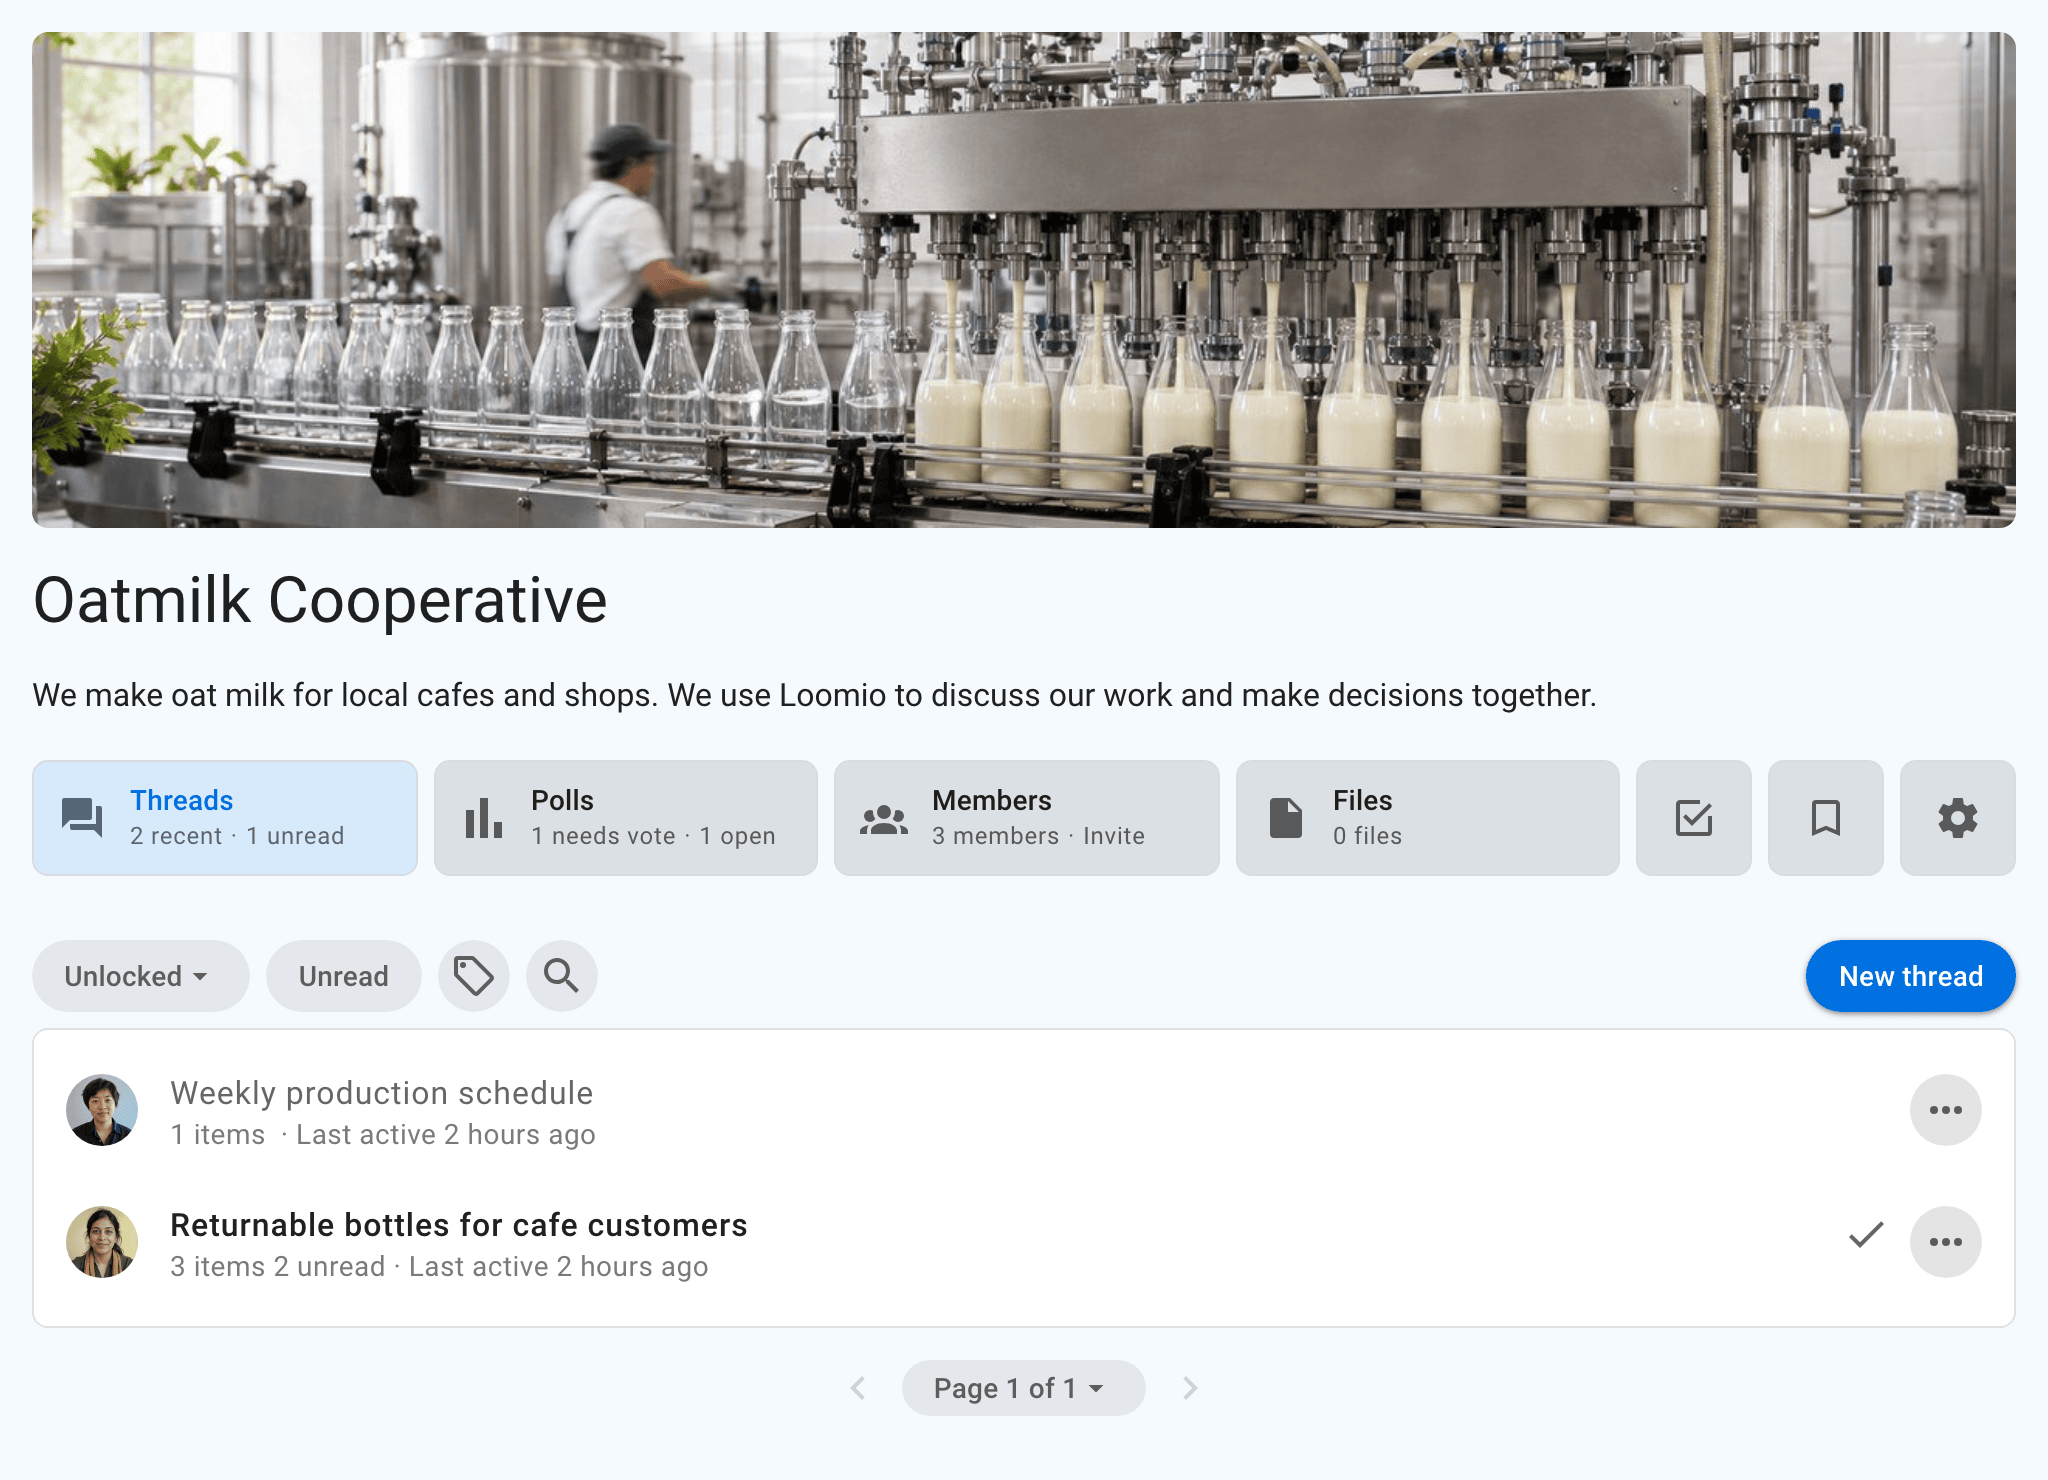 Oatmilk Cooperative
We make oat milk for local cafes and shops. We use Loomio to discuss our work and make decisions together.
Threads
2 recent · 1 unread
Polls
1 needs vote · 1 open
Members
3 members · Invite
Files
0 files
Unlocked
Unread
New thread
Weekly production schedule
1 items · Last active 2 hours ago
Returnable bottles for cafe customers
3 items 2 unread · Last active 2 hours ago
Page 1 of 1